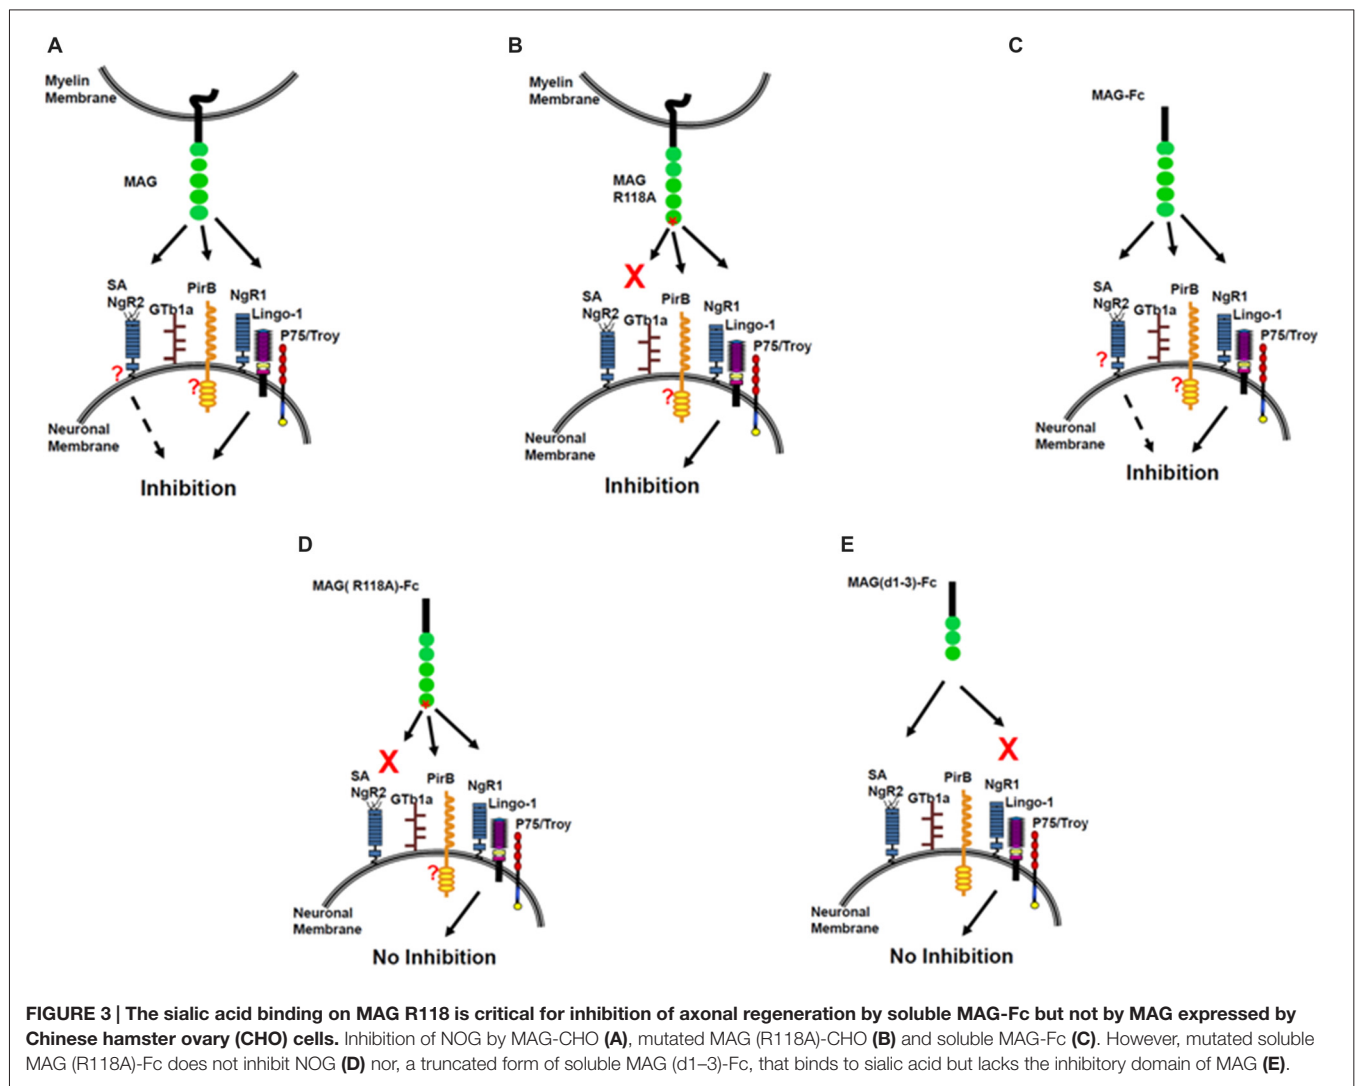 A
Myelin
Membrane
MAG
SA
NgR2
GTb1a
PirB
NgR1
Lingo-1
P75/Troy
?
?
Neuronal
Membrane
Inhibition
B
Myelin
Membrane
MAG
R118A
X
SA
NgR2
GTb1a
PirB
NgR1
Lingo-1
P75/Troy
?
Neuronal
Membrane
Inhibition
C
MAG-Fc
SA
NgR2
GTb1a
PirB
NgR1
Lingo-1
P75/Troy
?
?
Neuronal
Membrane
Inhibition
D
MAG( R118A)-Fc
X
SA
NgR2
GTb1a
PirB
NgR1
Lingo-1
P75/Troy
?
Neuronal
Membrane
No Inhibition
E
MAG(d1-3)-Fc
X
SA
NgR2
GTb1a
PirB
NgR1
Lingo-1
P75/Troy
Neuronal
Membrane
No Inhibition
FIGURE 3 | The sialic acid binding on MAG R118 is critical for inhibition of axonal regeneration by soluble MAG-Fc but not by MAG expressed by
Chinese hamster ovary (CHO) cells. Inhibition of NOG by MAG-CHO (A), mutated MAG (R118A)-CHO (B) and soluble MAG-Fc (C). However, mutated soluble
MAG (R118A)-Fc does not inhibit NOG (D) nor, a truncated form of soluble MAG (d1–3)-Fc, that binds to sialic acid but lacks the inhibitory domain of MAG (E).